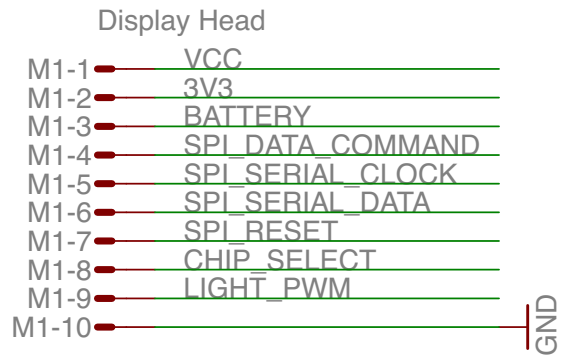 Display Head
M1-1 VCC
M1-2 3V3
M1-3 BATTERY
M1-4 SPI_DATA_COMMAND
M1-5 SPI_SERIAL_CLOCK
M1-6 SPI_SERIAL_DATA
M1-7 SPI_RESET
M1-8 CHIP_SELECT
M1-9 LIGHT_PWM
M1-10
GND